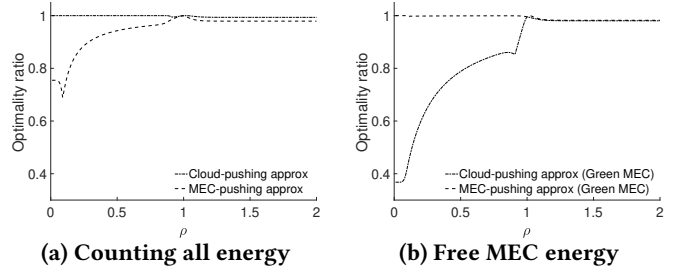 Optimality ratio
1
0.8
0.6
0.4
Cloud-pushing approx
MEC-pushing approx
0 0.5 1 1.5 2
ρ
(a) Counting all energy
Optimality ratio
1
0.8
0.6
0.4
Cloud-pushing approx (Green MEC)
MEC-pushing approx (Green MEC)
0 0.5 1 1.5 2
ρ
(b) Free MEC energy